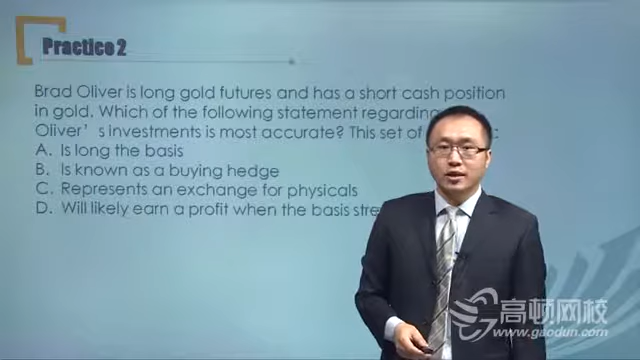 Practice 2
Brad Oliver is long gold futures and has a short cash position
in gold. Which of the following statement regarding
Oliver's investments is most accurate? This set of
A. Is long the basis
B. Is known as a buying hedge
C. Represents an exchange for physicals
D. Will likely earn a profit when the basis
高顿网校
www.gaodun.com